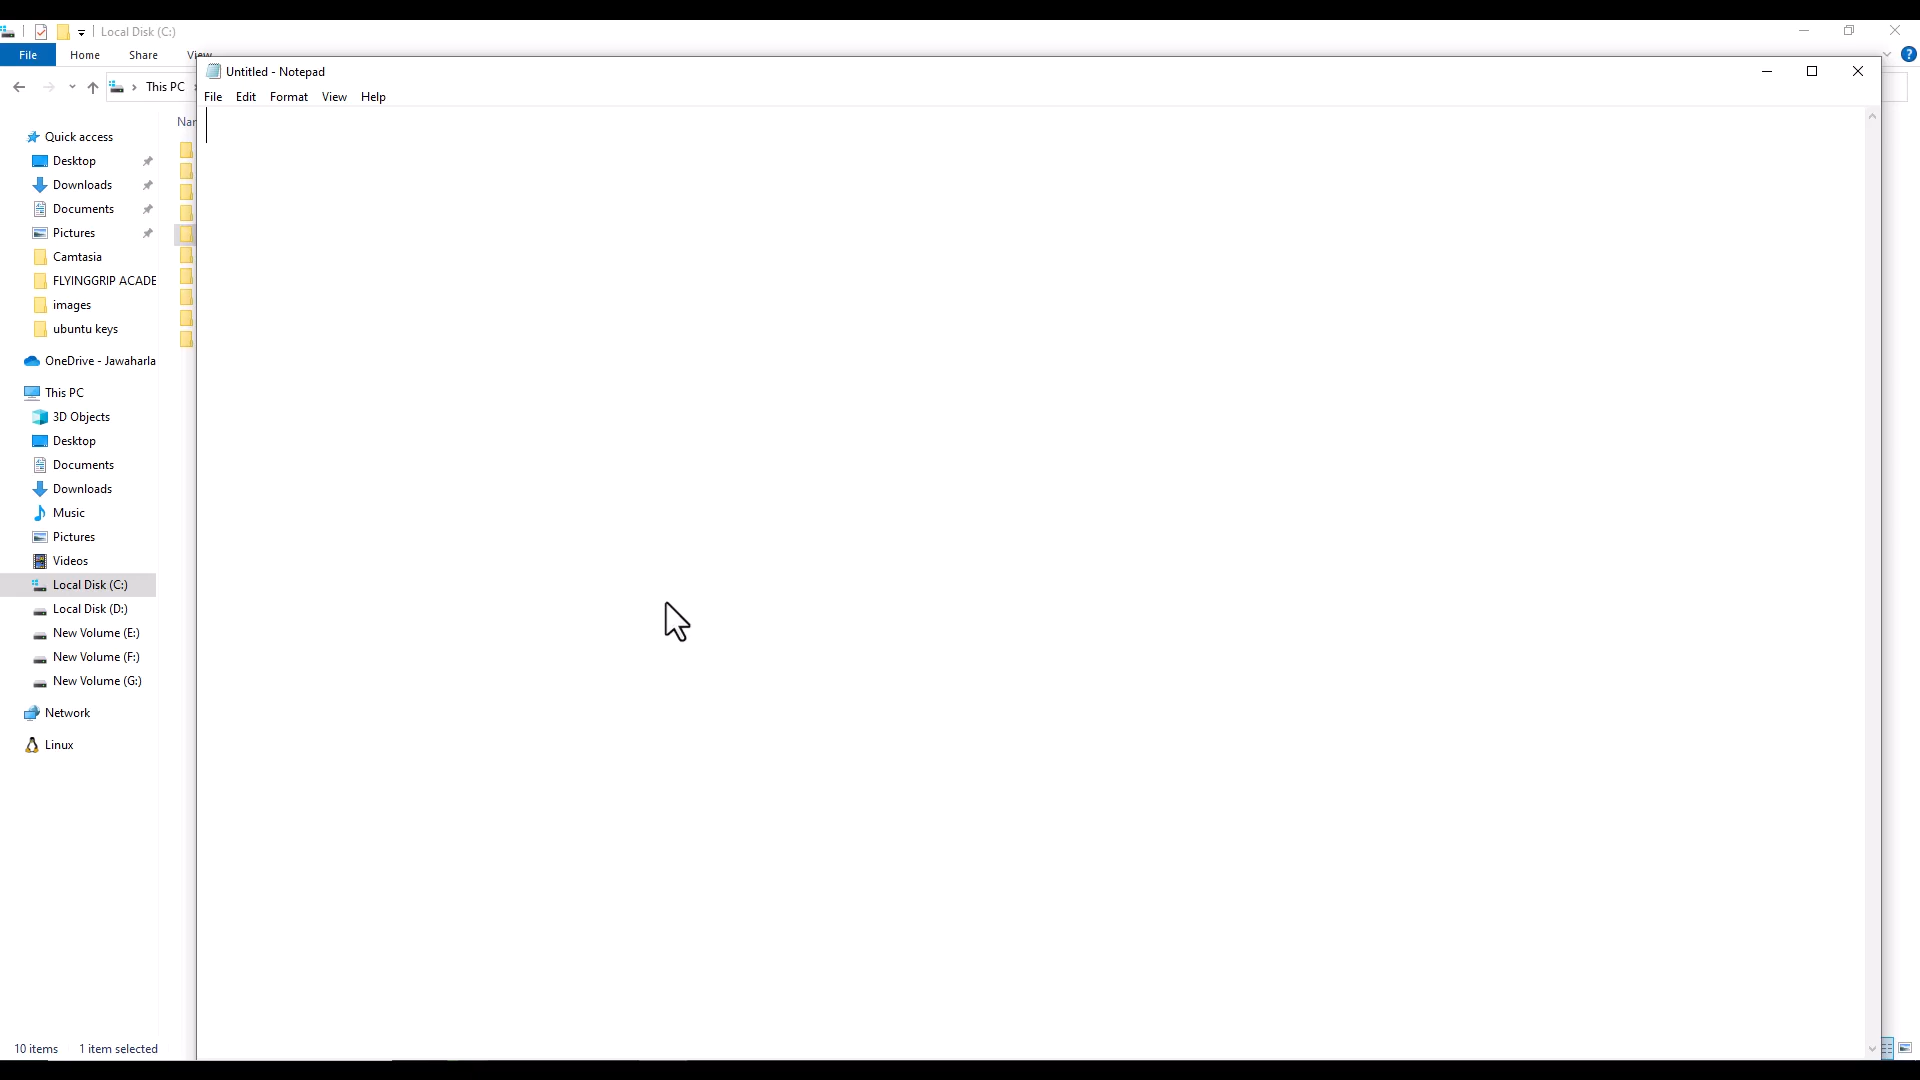 Local Disk (C:)
File Home Share View
Untitled - Notepad
This PC
File Edit Format View Help
Quick access
Desktop
Downloads
Documents
Pictures
Camtasia
FLYINGGRIP ACADE
images
ubuntu keys
OneDrive - Jawaharla
This PC
3D Objects
Desktop
Documents
Downloads
Music
Pictures
Videos
Local Disk (C:)
Local Disk (D:)
New Volume (E:)
New Volume (F:)
New Volume (G:)
Network
Linux
10 items 1 item selected